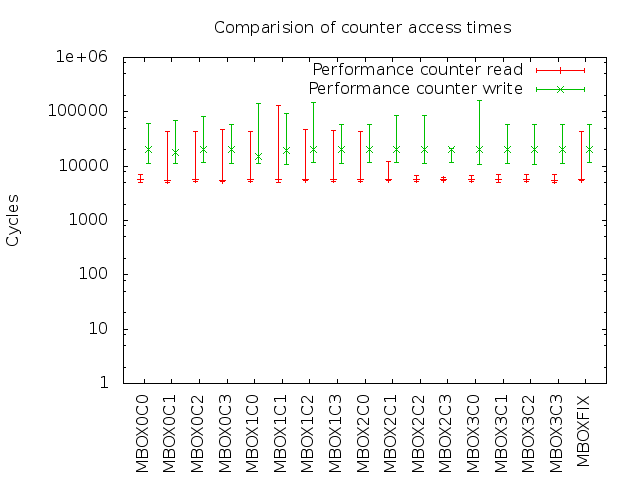 Comparision of counter access times
Performance counter read
Performance counter write
1e+06
100000
10000
1000
100
10
1
Cycles
MBOX0C0
MBOX0C1
MBOX0C2
MBOX0C3
MBOX1C0
MBOX1C1
MBOX1C2
MBOX1C3
MBOX2C0
MBOX2C1
MBOX2C2
MBOX2C3
MBOX3C0
MBOX3C1
MBOX3C2
MBOX3C3
MBOXFIX